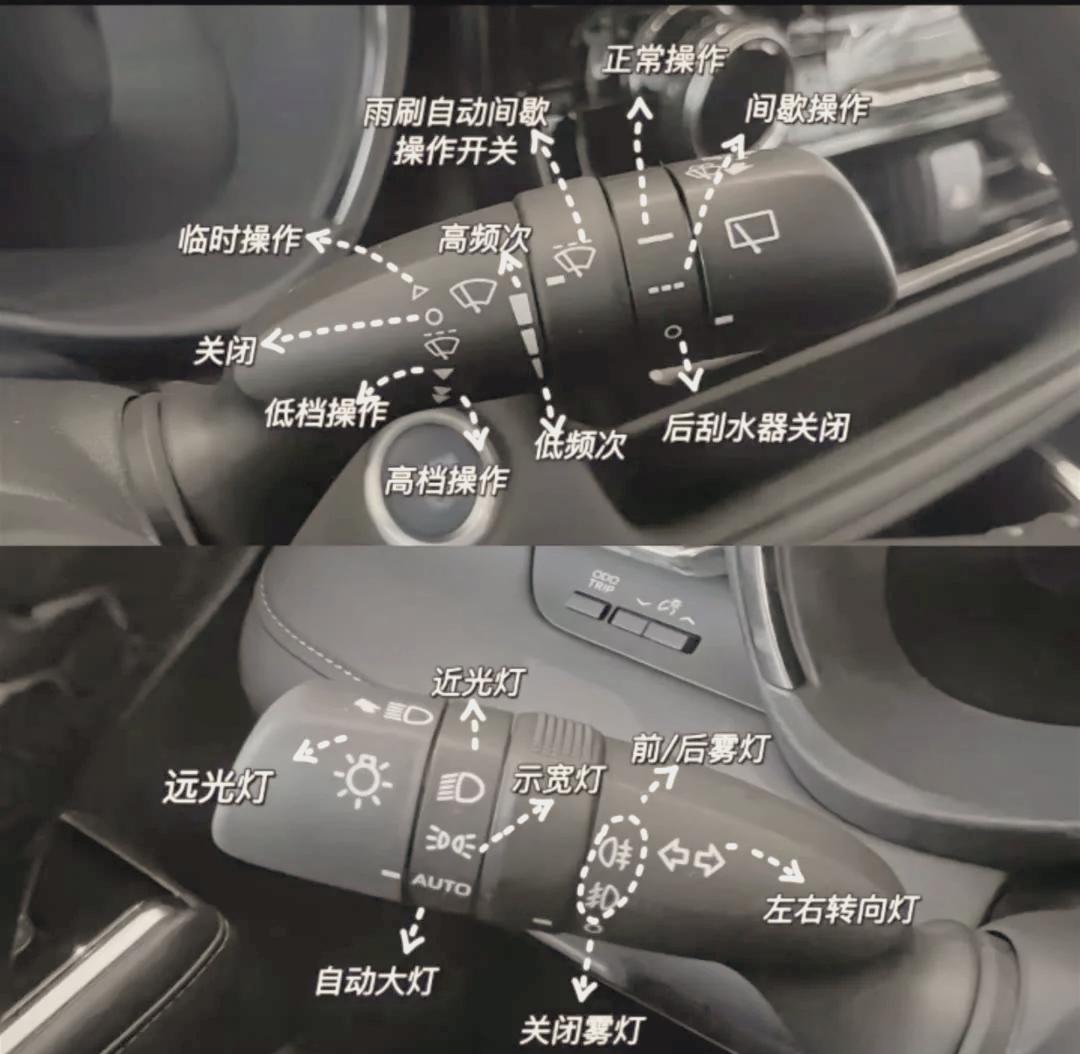 正常操作
雨刷自动间歇
操作开关
间歇操作
临时操作
高频次
关闭
低档操作
低频次
后刮水器关闭
高档操作
ODO
TRIP
近光灯
前/后雾灯
远光灯
示宽灯
AUTO
左右转向灯
自动大灯
关闭雾灯